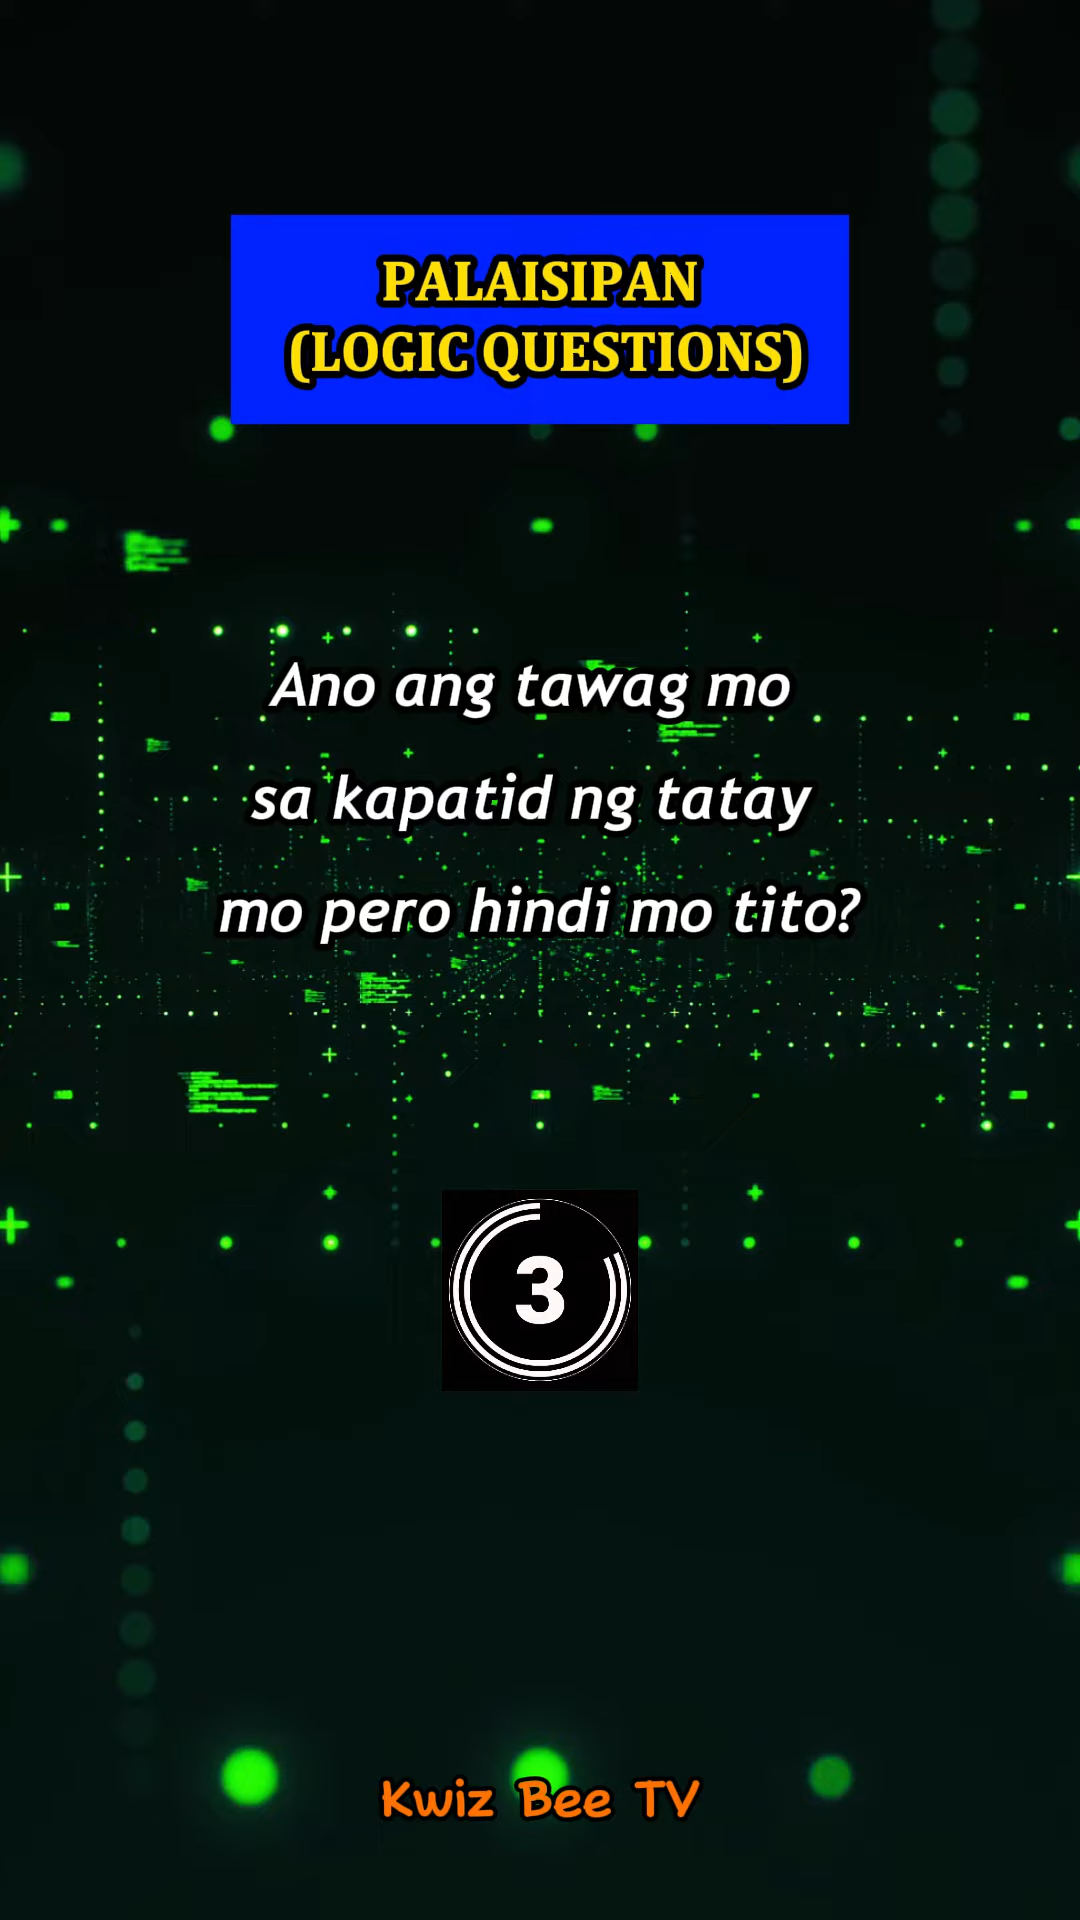 PALAISIPAN
(LOGIC QUESTIONS)
Ano ang tawag mo
sa kapatid ng tatay
mo pero hindi mo tito?
3
Kwiz Bee TV